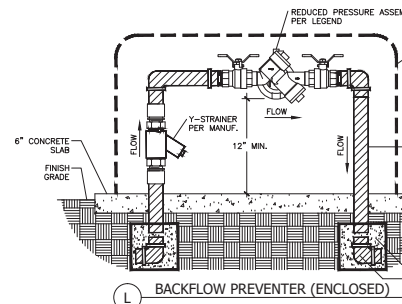 REDUCED PRESSURE
PER LEGEND
Y-STRAINER
PER MANUF.
FLOW
FLOW
FLOW
12" MIN.
6" CONCRETE
SLAB
FINISH
GRADE
L
BACKFLOW PREVENTER (ENCLOSED)